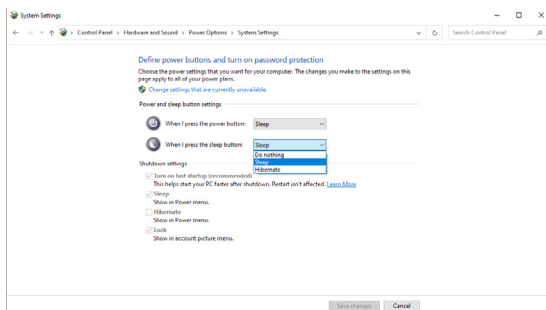 System Settings
Control Panel > Hardware and Sound > Power Options > System Settings
Search Control Panel
Define power buttons and turn on password protection
Choose the power settings that you want for your computer. The changes you make to the settings on this
page apply to all of your power plans.
Change settings that are currently unavailable
Power and sleep button settings
When I press the power button: Sleep
When I press the sleep button: Sleep
Do nothing
Sleep
Hibernate
Shutdown settings
Turn on fast startup (recommended)
This helps start your PC faster after shutdown. Restart isn't affected. Learn More
Sleep
Show in Power menu.
Hibernate
Show in Power menu.
Lock
Show in account picture menu.
Save changes Cancel